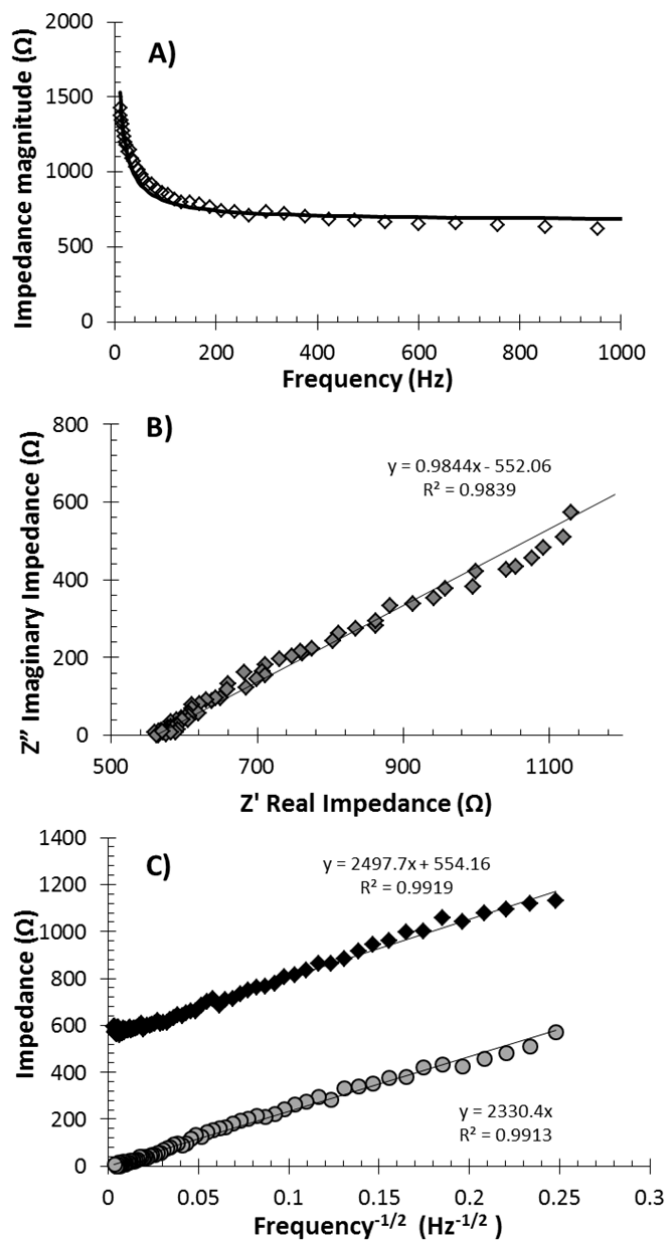 A)
Impedance magnitude (Ω)
2000
1500
1000
500
0
0 200 400 600 800 1000
Frequency (Hz)
B)
Z″ Imaginary Impedance (Ω)
800
600
400
200
0
y = 0.9844x - 552.06
R² = 0.9839
500 700 900 1100
Z' Real Impedance (Ω)
C)
Impedance (Ω)
1400
1200
1000
800
600
400
200
0
y = 2497.7x + 554.16
R² = 0.9919
y = 2330.4x
R² = 0.9913
0 0.05 0.1 0.15 0.2 0.25 0.3
Frequency⁻¹/² (Hz⁻¹/²)